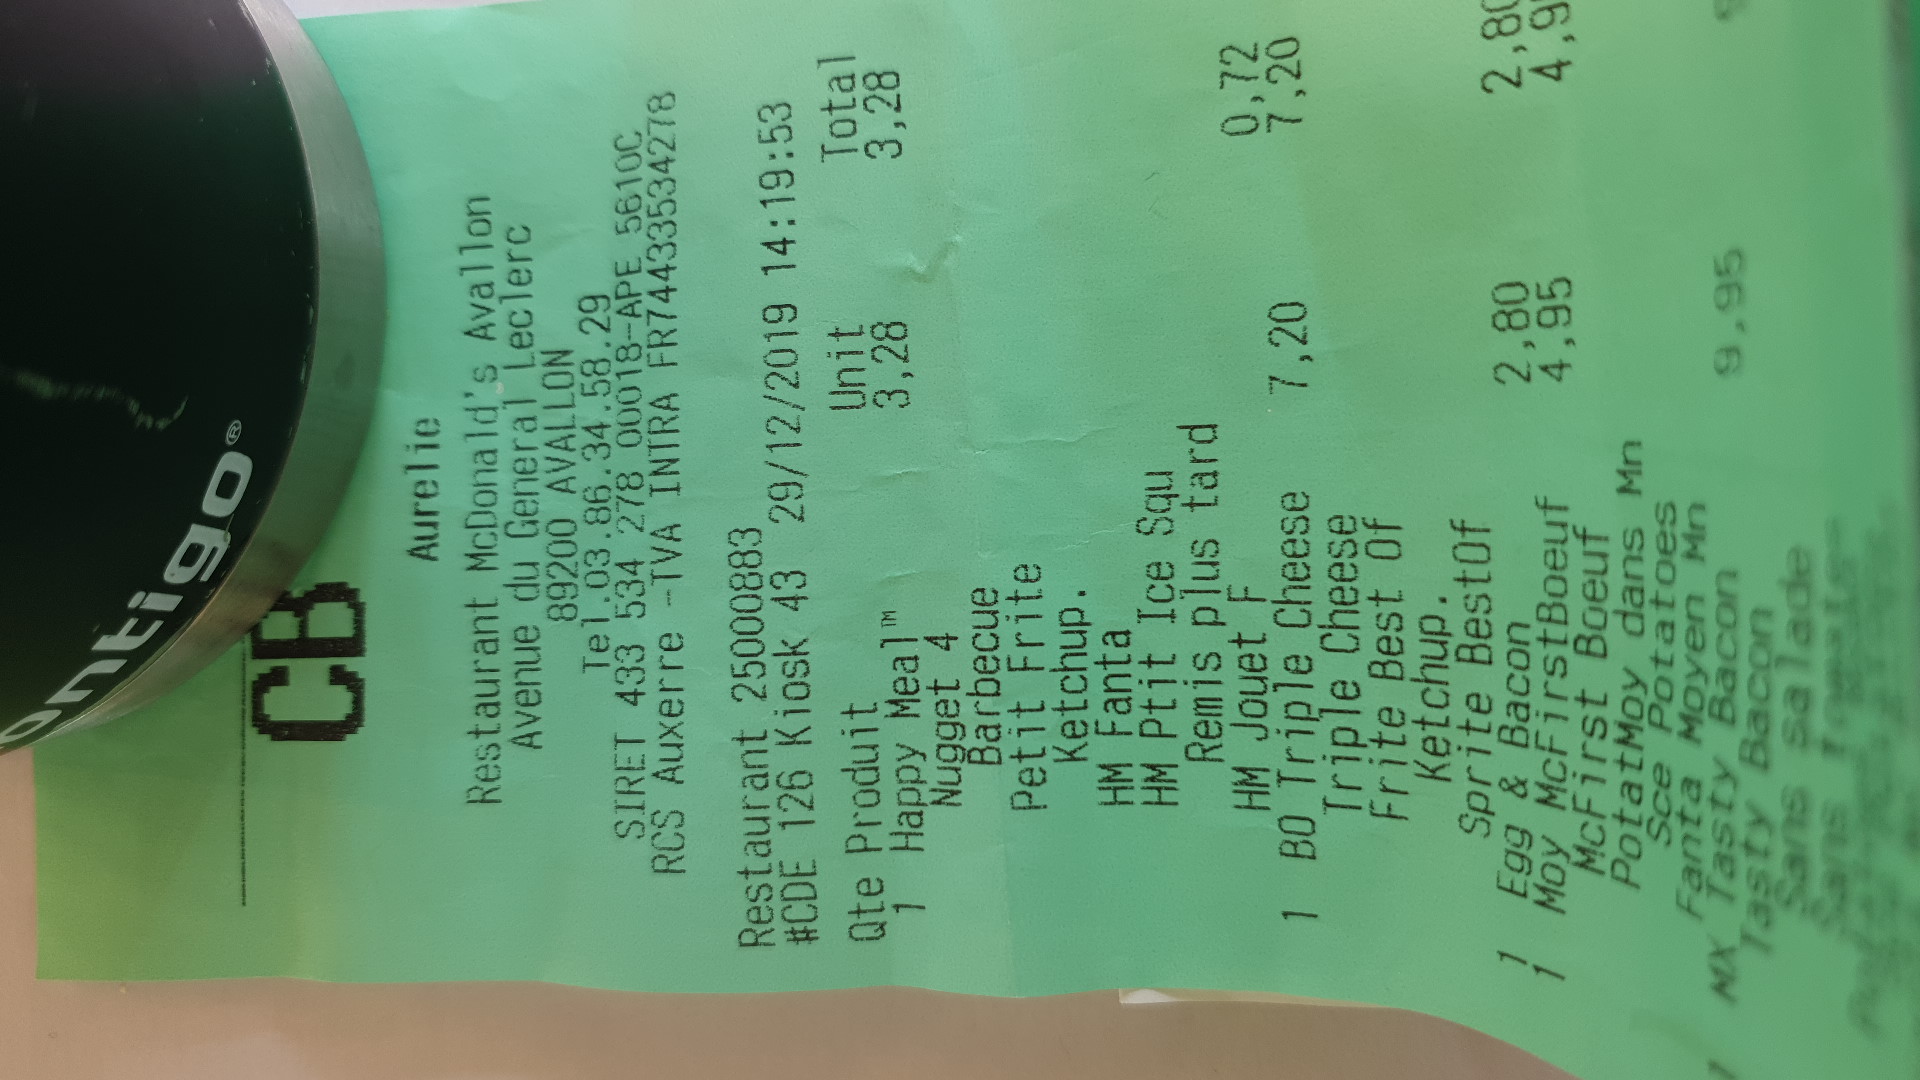 ontigo®
CB
Aurelie
Restaurant McDonald's Avallon
Avenue du General Leclerc
89200 AVALLON
Tel.03.86.34.58.29
SIRET 433 534 278 00018-APE 5610C
RCS Auxerre -TVA INTRA FR74433534278
Restaurant 25000883
#CDE 126 Kiosk 43 29/12/2019 14:19:53
Qte Produit Unit Total
1 Happy Meal™ 3,28 3,28
Nugget 4
Barbecue
Petit Frite
Ketchup.
HM Fanta
HM Ptit Ice Squ
Remis plus tard
HM Jouet F 0,72
1 BO Triple Cheese 7,20 7,20
Triple Cheese
Frite Best Of
Ketchup.
Sprite BestOf
1 Egg & Bacon 2,80 2,80
1 Moy McFirstBoeuf 4,95 4,9
McFirst Boeuf
PotatMoy dans Mn
Sce Potatoes
Fanta Moyen Mn
1 MX Tasty Bacon 9,95
Tasty Bacon
Sans salade
Sans